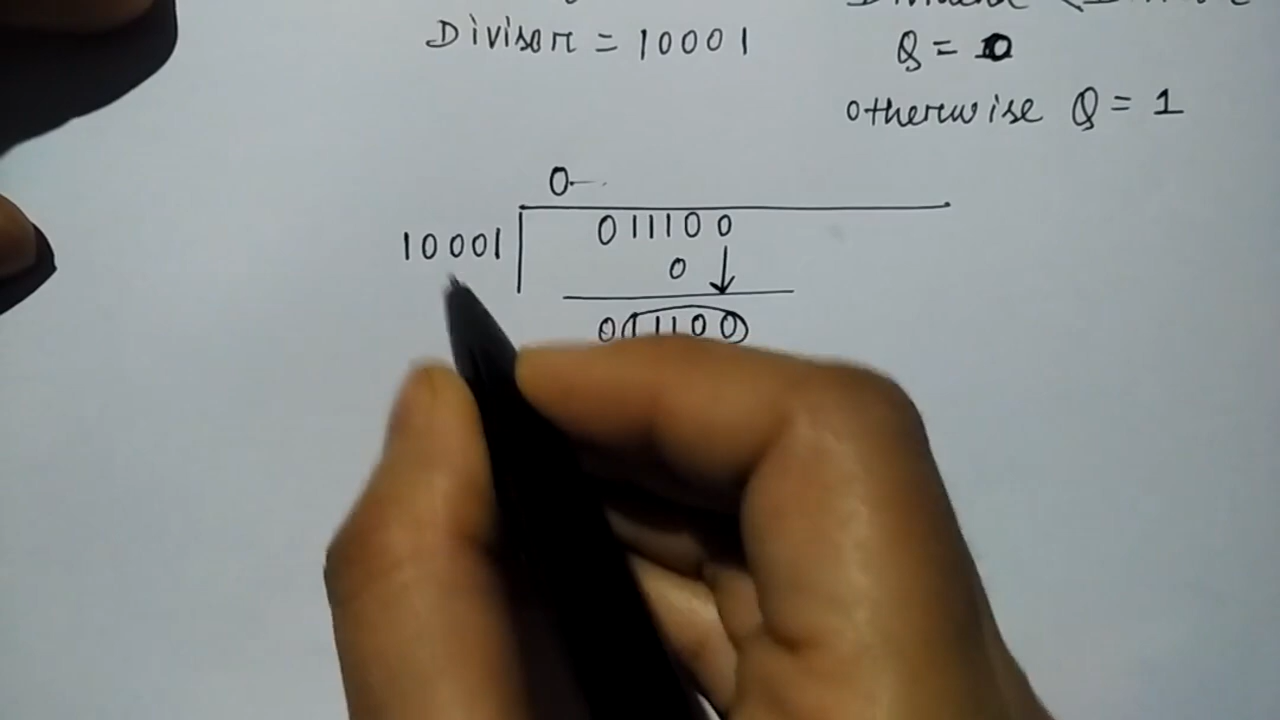 Divisor = 10001
Q = 0
otherwise Q = 1
0
10001 011100
0 ↓
011100